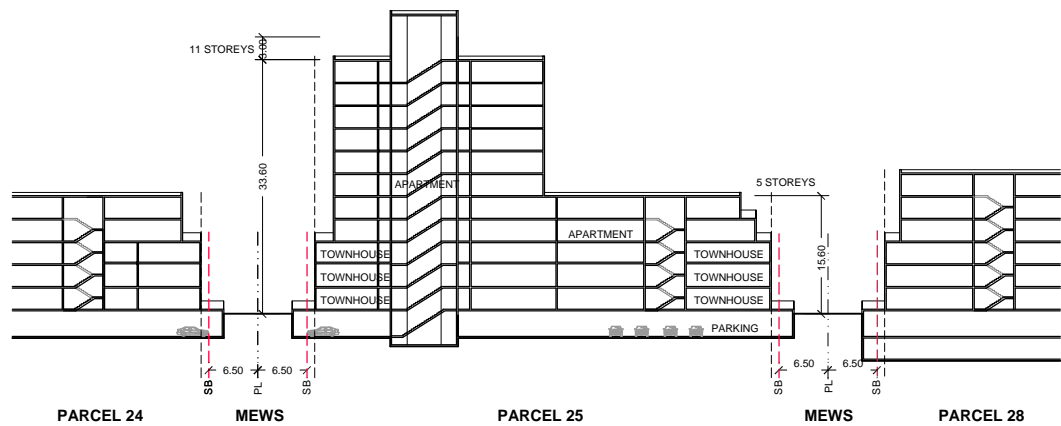 11 STOREYS
3.00
33.60
APARTMENT
5 STOREYS
15.60
APARTMENT
TOWNHOUSE
TOWNHOUSE
TOWNHOUSE
TOWNHOUSE
TOWNHOUSE
TOWNHOUSE
PARKING
6.50
6.50
6.50
6.50
SB
PL
SB
SB
PL
SB
PARCEL 24
MEWS
PARCEL 25
MEWS
PARCEL 28